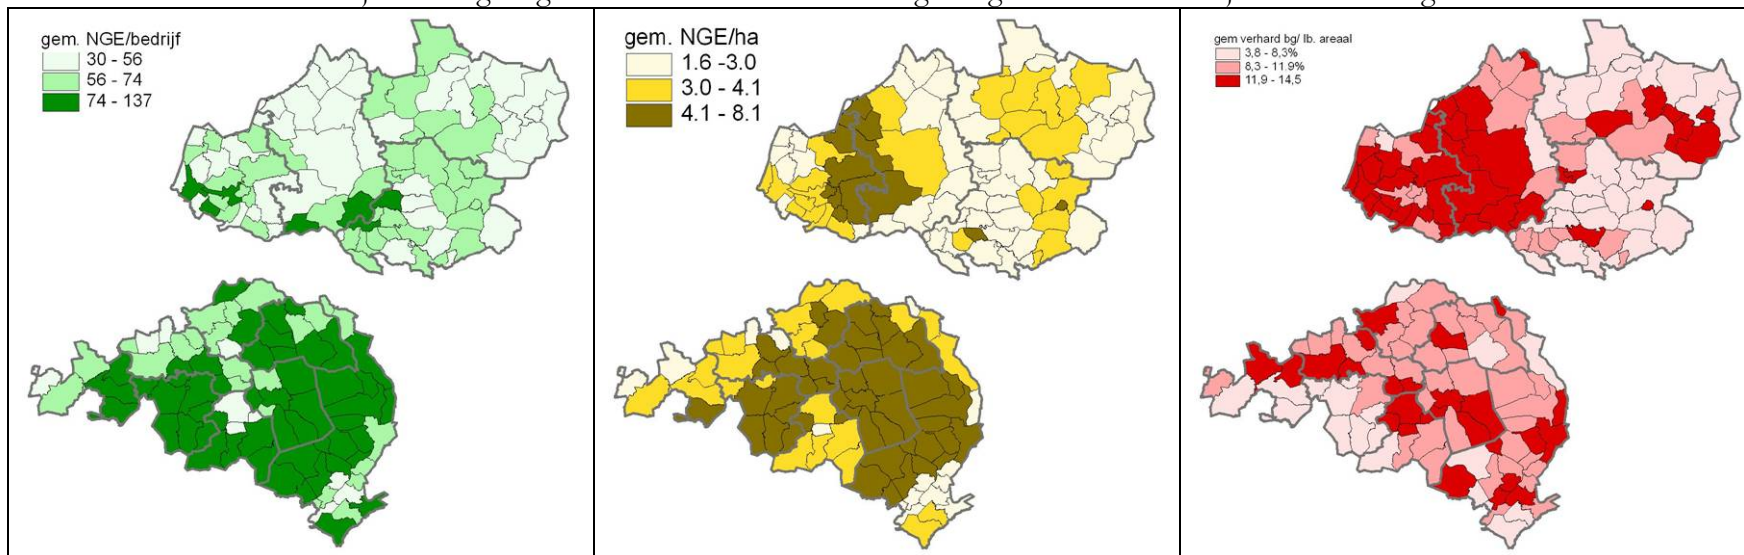 gem. NGE/bedrijf
30 - 56
56 - 74
74 - 137
gem. NGE/ha
1.6 -3.0
3.0 - 4.1
4.1 - 8.1
gem verhard bg/ lb. areaal
3,8 - 8,3%
8,3 - 11.9%
11,9 - 14,5